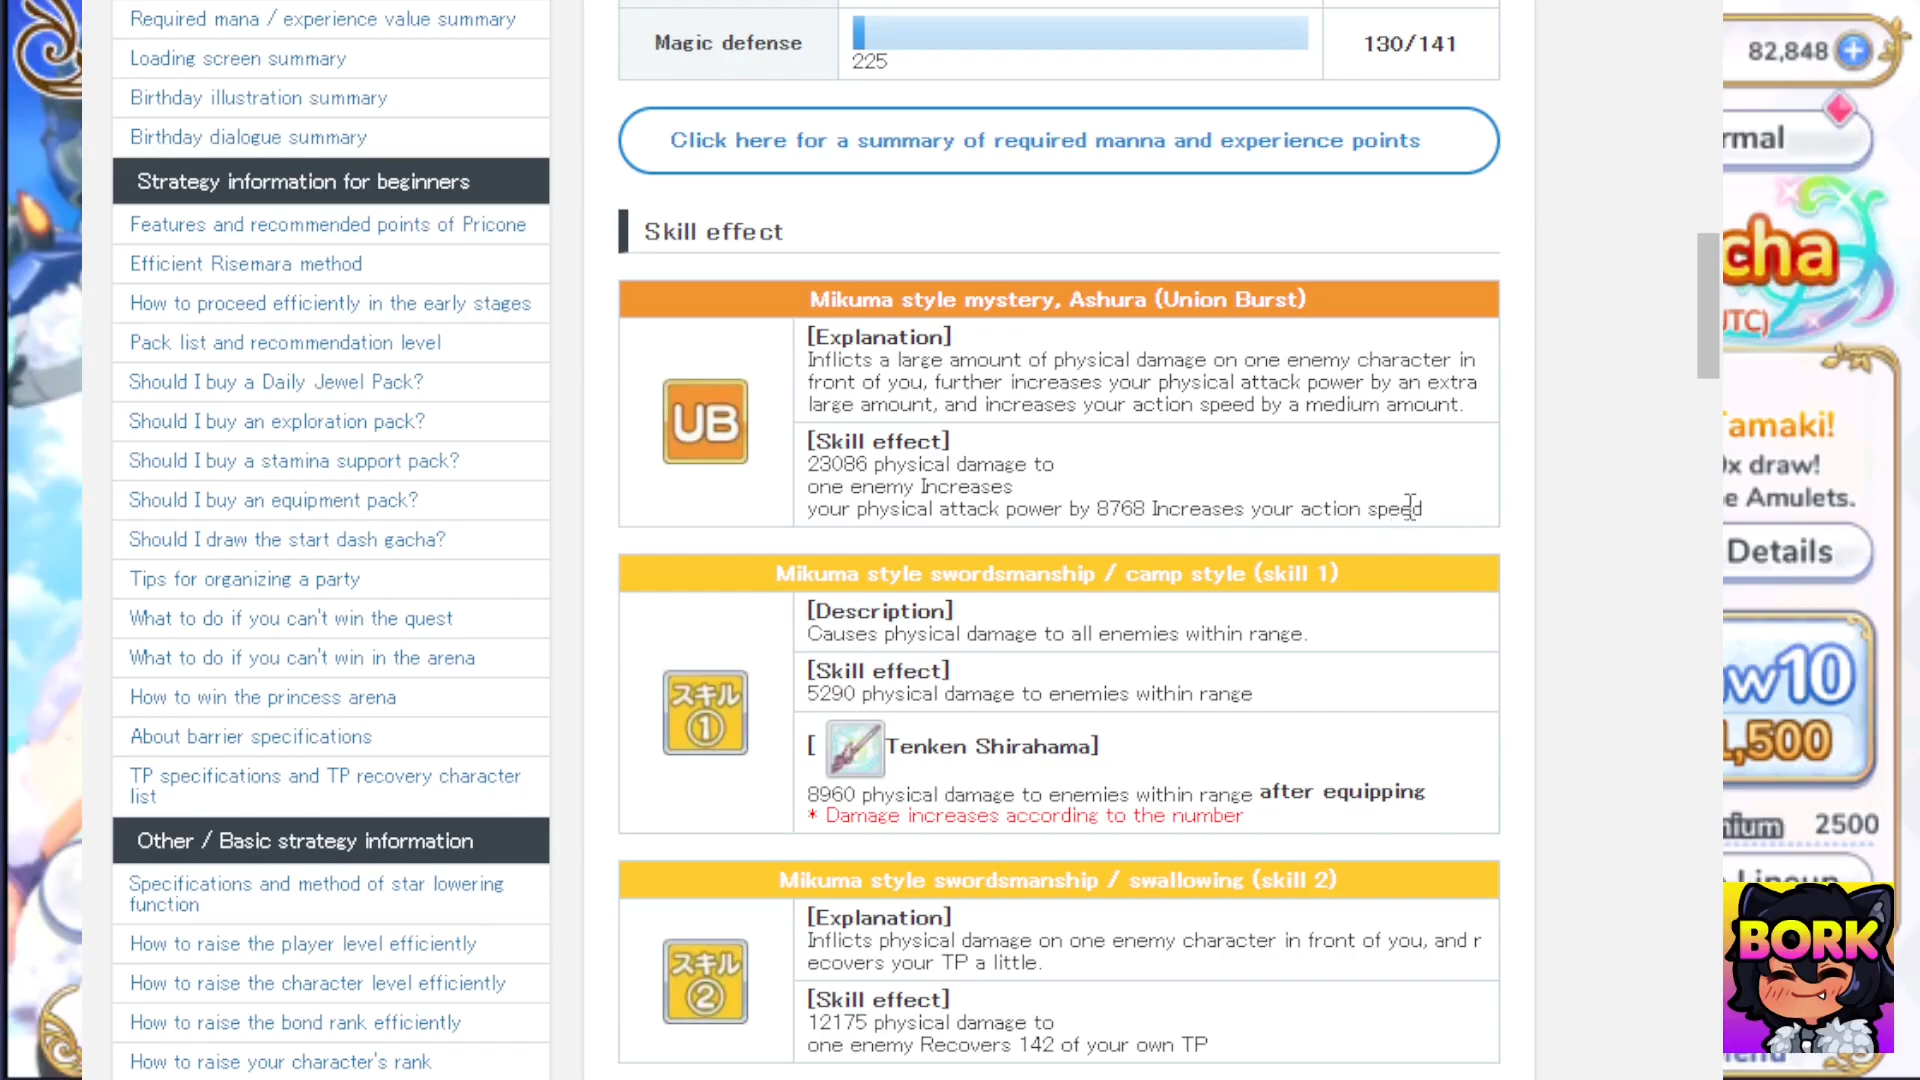 Required mana / experience value summary
Loading screen summary
Birthday illustration summary
Birthday dialogue summary
Strategy information for beginners
Features and recommended points of Pricone
Efficient Risemara method
How to proceed efficiently in the early stages
Pack list and recommendation level
Should I buy a Daily Jewel Pack?
Should I buy an exploration pack?
Should I buy a stamina support pack?
Should I buy an equipment pack?
Should I draw the start dash gacha?
Tips for organizing a party
What to do if you can't win the quest
What to do if you can't win in the arena
How to win the princess arena
About barrier specifications
TP specifications and TP recovery character
list
Other / Basic strategy information
Specifications and method of star lowering
function
How to raise the player level efficiently
How to raise the character level efficiently
How to raise the bond rank efficiently
How to raise your character's rank
Magic defense
225
130/141
Click here for a summary of required manna and experience points
Skill effect
Mikuma style mystery, Ashura (Union Burst)
UB
[Explanation]
Inflicts a large amount of physical damage on one enemy character in
front of you, further increases your physical attack power by an extra
large amount, and increases your action speed by a medium amount.
[Skill effect]
23086 physical damage to
one enemy Increases
your physical attack power by 8768 Increases your action speed
Mikuma style swordsmanship / camp style (skill 1)
スキル
①
[Description]
Causes physical damage to all enemies within range.
[Skill effect]
5290 physical damage to enemies within range
[ Tenken Shirahama]
8960 physical damage to enemies within range after equipping
* Damage increases according to the number
Mikuma style swordsmanship / swallowing (skill 2)
スキル
②
[Explanation]
Inflicts physical damage on one enemy character in front of you, and r
ecovers your TP a little.
[Skill effect]
12175 physical damage to
one enemy Recovers 142 of your own TP
82,848
rmal
cha
UTC)
Tamaki!
0x draw!
e Amulets.
Details
w10
1,500
2500
BORK